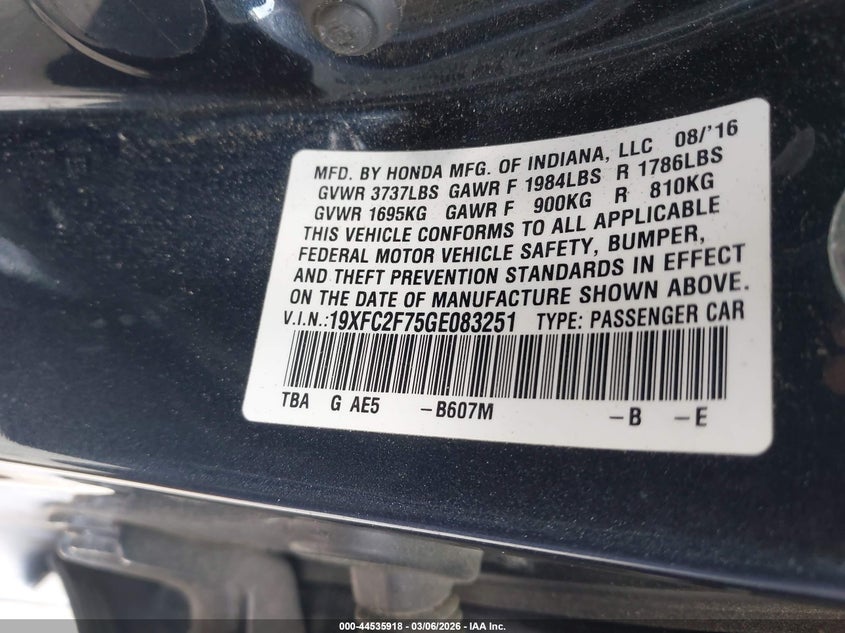 MFD. BY HONDA MFG. OF INDIANA, LLC 08/'16
GVWR 3737LBS GAWR F 1984LBS R 1786LBS
GVWR 1695KG GAWR F 900KG R 810KG
THIS VEHICLE CONFORMS TO ALL APPLICABLE
FEDERAL MOTOR VEHICLE SAFETY, BUMPER,
AND THEFT PREVENTION STANDARDS IN EFFECT
ON THE DATE OF MANUFACTURE SHOWN ABOVE.
V.I.N.:19XFC2F75GE083251 TYPE: PASSENGER CAR
TBA G AE5 -B607M -B -E
000-44535918 - 03/06/2026 - IAA Inc.